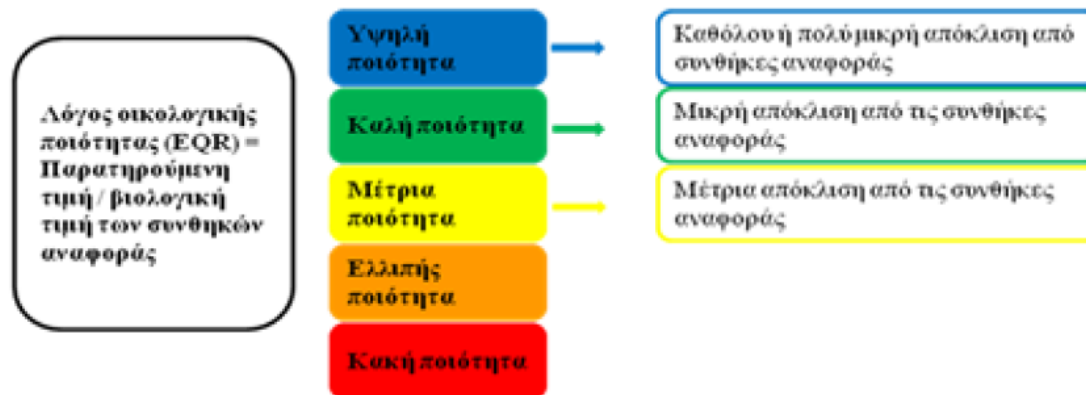 Λόγος οικολογικής
ποιότητας (EQR) =
Παρατηρούμενη
τιμή / βιολογική
τιμή των συνθηκών
αναφοράς
Υψηλή
ποιότητα
Καθόλου ή πολύ μικρή απόκλιση από
συνθήκες αναφοράς
Καλή ποιότητα
Μικρή απόκλιση από τις συνθήκες
αναφοράς
Μέτρια
ποιότητα
Μέτρια απόκλιση από τις συνθήκες
αναφοράς
Ελλιπής
ποιότητα
Κακή ποιότητα